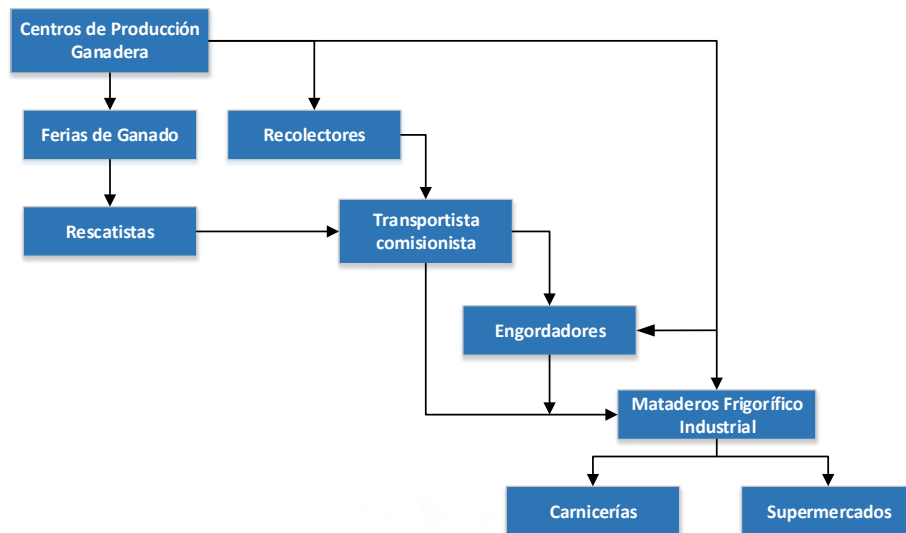 Centros de Producción
Ganadera
Ferias de Ganado
Recolectores
Rescatistas
Transportista
comisionista
Engordadores
Mataderos Frigorífico
Industrial
Carnicerías
Supermercados